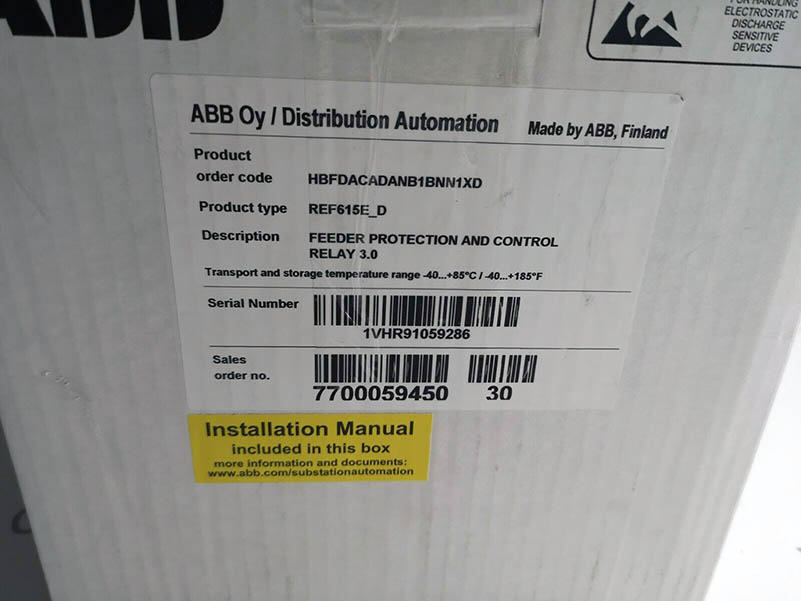 ABB
FOR HANDLING
ELECTROSTATIC
DISCHARGE
SENSITIVE
DEVICES
ABB Oy / Distribution Automation Made by ABB, Finland
Product
order code HBFDACADANB1BNN1XD
Product type REF615E_D
Description FEEDER PROTECTION AND CONTROL
RELAY 3.0
Transport and storage temperature range -40...+85°C / -40...+185°F
Serial Number
1VHR91059286
Sales
order no.
7700059450 30
Installation Manual
included in this box
more information and documents:
www.abb.com/substationautomation